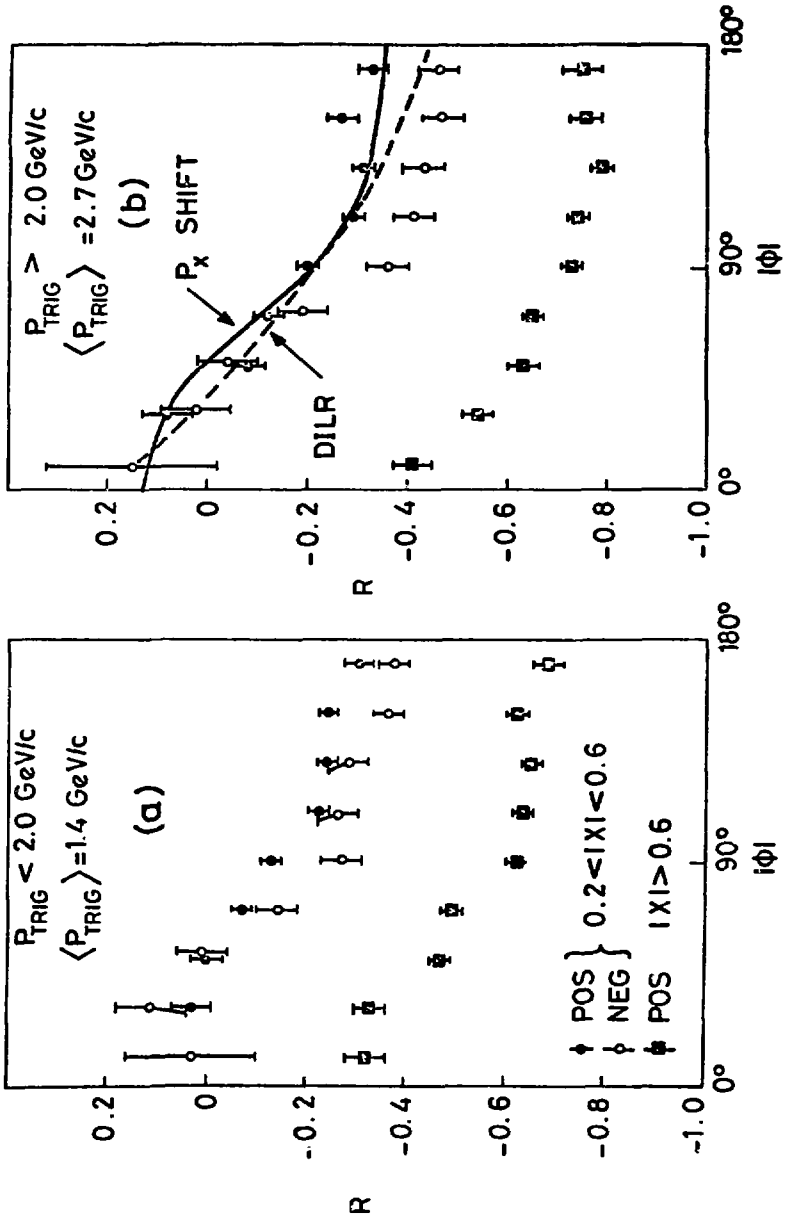 P_TRIG < 2.0 GeV/c
⟨P_TRIG⟩ = 1.4 GeV/c
(a)
R
0.2
0
-0.2
-0.4
-0.6
-0.8
-1.0
0°
90°
180°
|ϕ|
POS
NEG
} 0.2 < |X| < 0.6
POS |X| > 0.6
P_TRIG > 2.0 GeV/c
⟨P_TRIG⟩ = 2.7 GeV/c
(b)
P_X SHIFT
DILR
R
0.2
0
-0.2
-0.4
-0.6
-0.8
-1.0
0°
90°
180°
|ϕ|